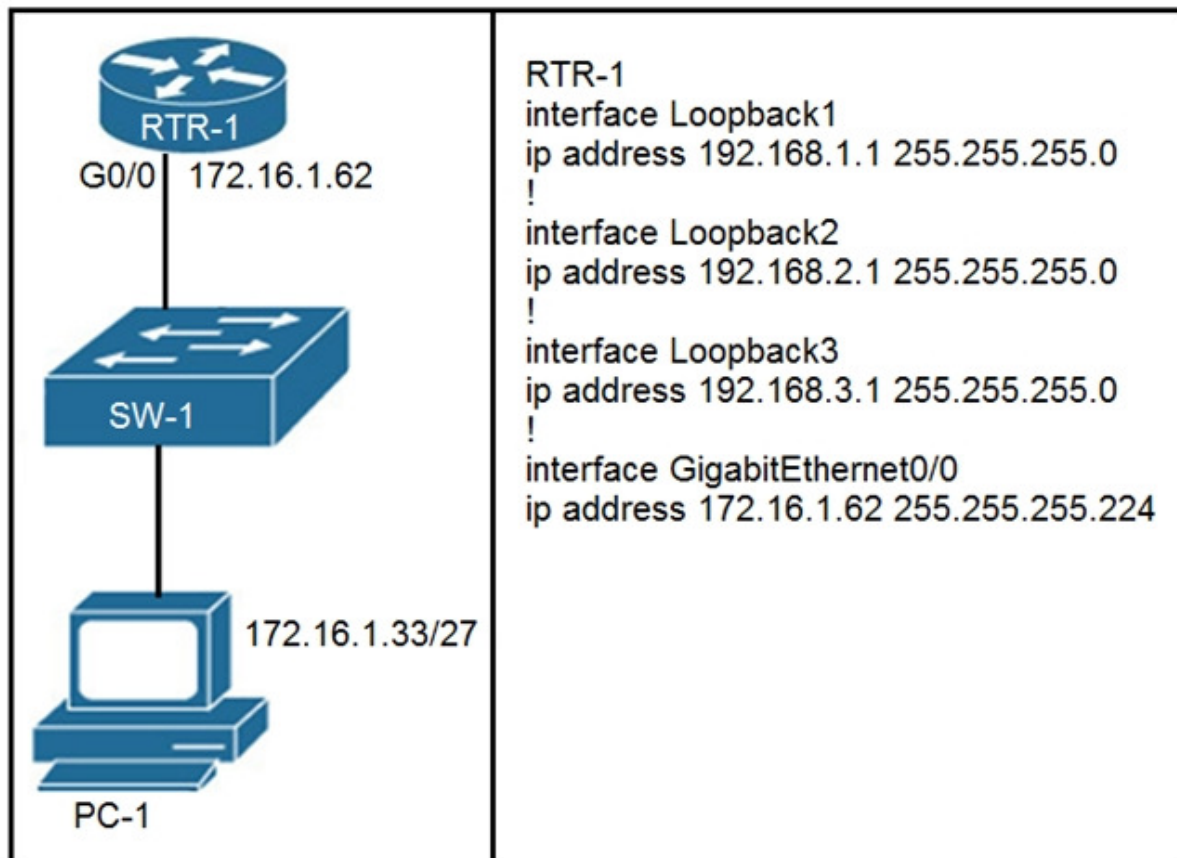 RTR-1
G0/0 172.16.1.62
SW-1
172.16.1.33/27
PC-1
RTR-1
interface Loopback1
ip address 192.168.1.1 255.255.255.0
!
interface Loopback2
ip address 192.168.2.1 255.255.255.0
!
interface Loopback3
ip address 192.168.3.1 255.255.255.0
!
interface GigabitEthernet0/0
ip address 172.16.1.62 255.255.255.224